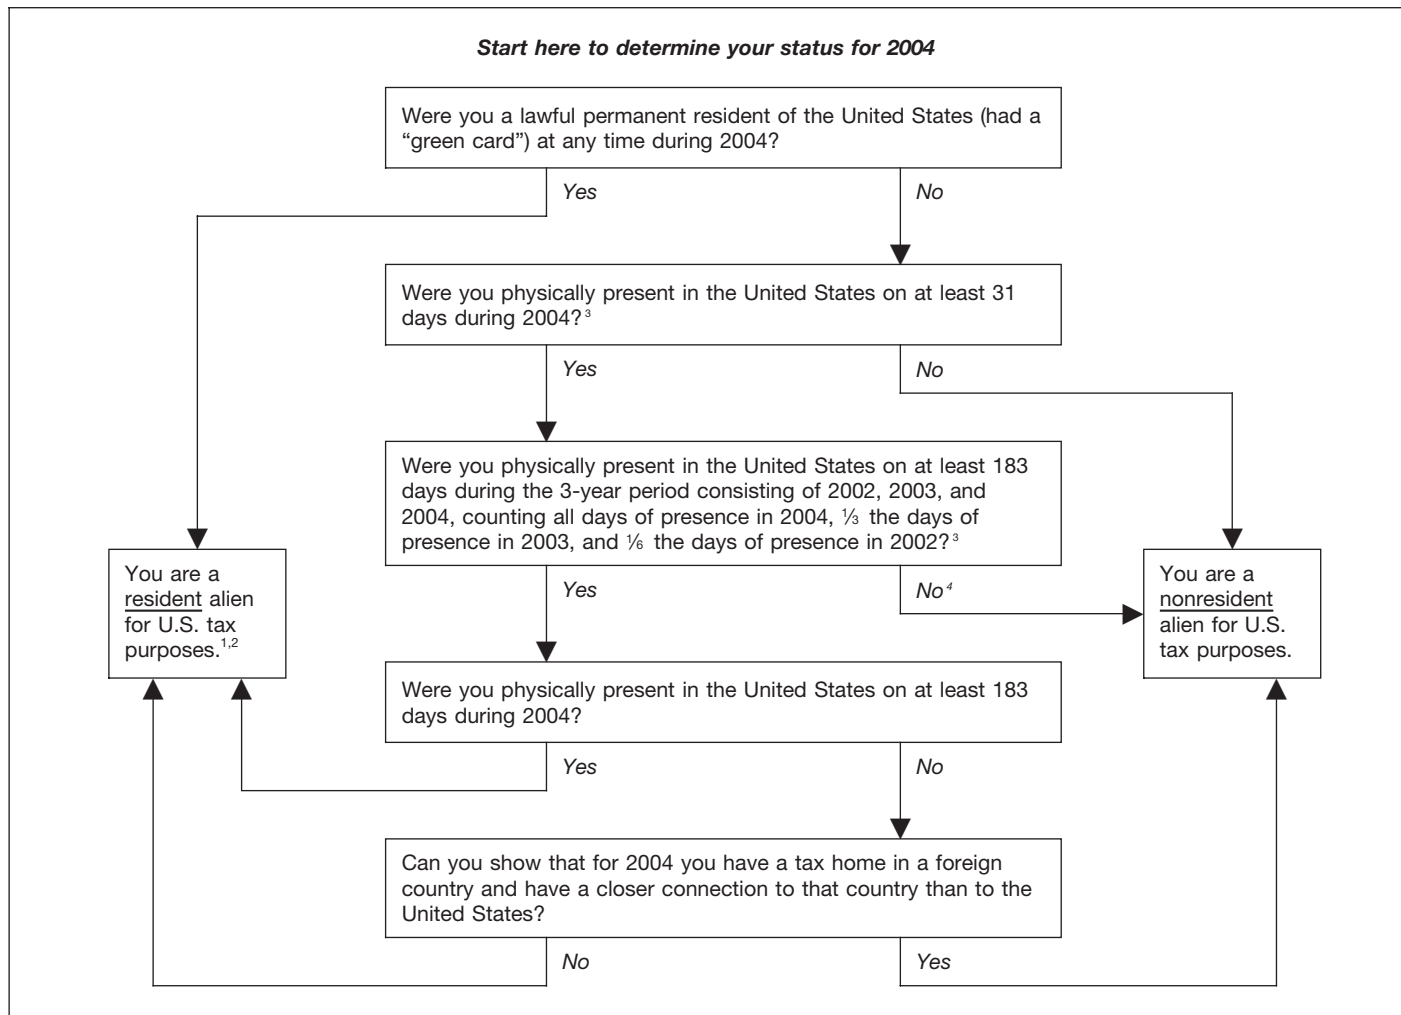 Start here to determine your status for 2004
Were you a lawful permanent resident of the United States (had a
“green card”) at any time during 2004?
Yes
No
Were you physically present in the United States on at least 31
days during 2004?³
Yes
No
Were you physically present in the United States on at least 183
days during the 3-year period consisting of 2002, 2003, and
2004, counting all days of presence in 2004, ⅓ the days of
presence in 2003, and ⅙ the days of presence in 2002?³
Yes
No⁴
You are a
resident alien
for U.S. tax
purposes.¹,²
You are a
nonresident
alien for U.S.
tax purposes.
Were you physically present in the United States on at least 183
days during 2004?
Yes
No
Can you show that for 2004 you have a tax home in a foreign
country and have a closer connection to that country than to the
United States?
No
Yes